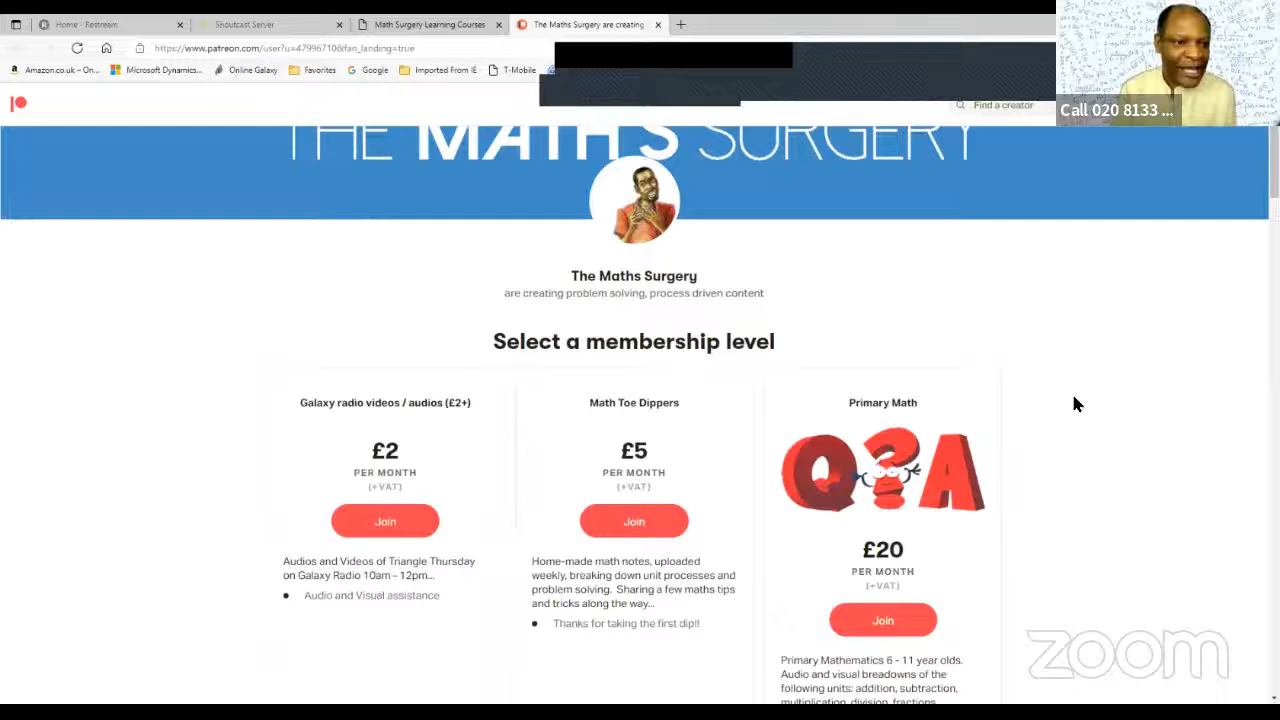 Home - Restream
Shoutcast Server
Math Surgery Learning Courses
The Maths Surgery are creating
https://www.patreon.com/user?u=47996710&fan_landing=true
Amazon.co.uk – On...
Microsoft Dynamics...
Online Galaxy
Favorites
Google
Imported From IE
T-Mobile
Find a creator
Call 020 8133 ...
THE MATHS SURGERY
The Maths Surgery
are creating problem solving, process driven content
Select a membership level
Galaxy radio videos / audios (£2+)
£2
PER MONTH
(+VAT)
Join
Audios and Videos of Triangle Thursday
on Galaxy Radio 10am – 12pm...
Audio and Visual assistance
Math Toe Dippers
£5
PER MONTH
(+VAT)
Join
Home-made math notes, uploaded
weekly, breaking down unit processes and
problem solving. Sharing a few maths tips
and tricks along the way...
Thanks for taking the first dip!!
Primary Math
Q?A
£20
PER MONTH
(+VAT)
Join
Primary Mathematics 6 - 11 year olds.
Audio and visual breadowns of the
following units: addition, subtraction,
multiplication, division, fractions,
zoom